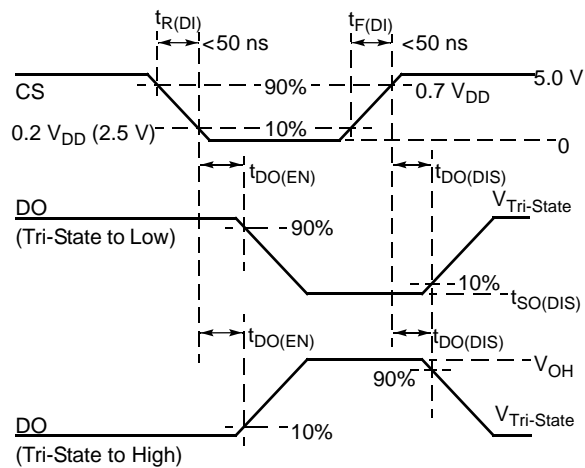 tR(DI)
<50 ns
tF(DI)
<50 ns
CS
90%
0.7 VDD
5.0 V
0.2 VDD (2.5 V)
10%
0
tDO(EN)
tDO(DIS)
DO
(Tri-State to Low)
90%
VTri-State
10%
tSO(DIS)
tDO(EN)
tDO(DIS)
VOH
90%
DO
(Tri-State to High)
10%
VTri-State